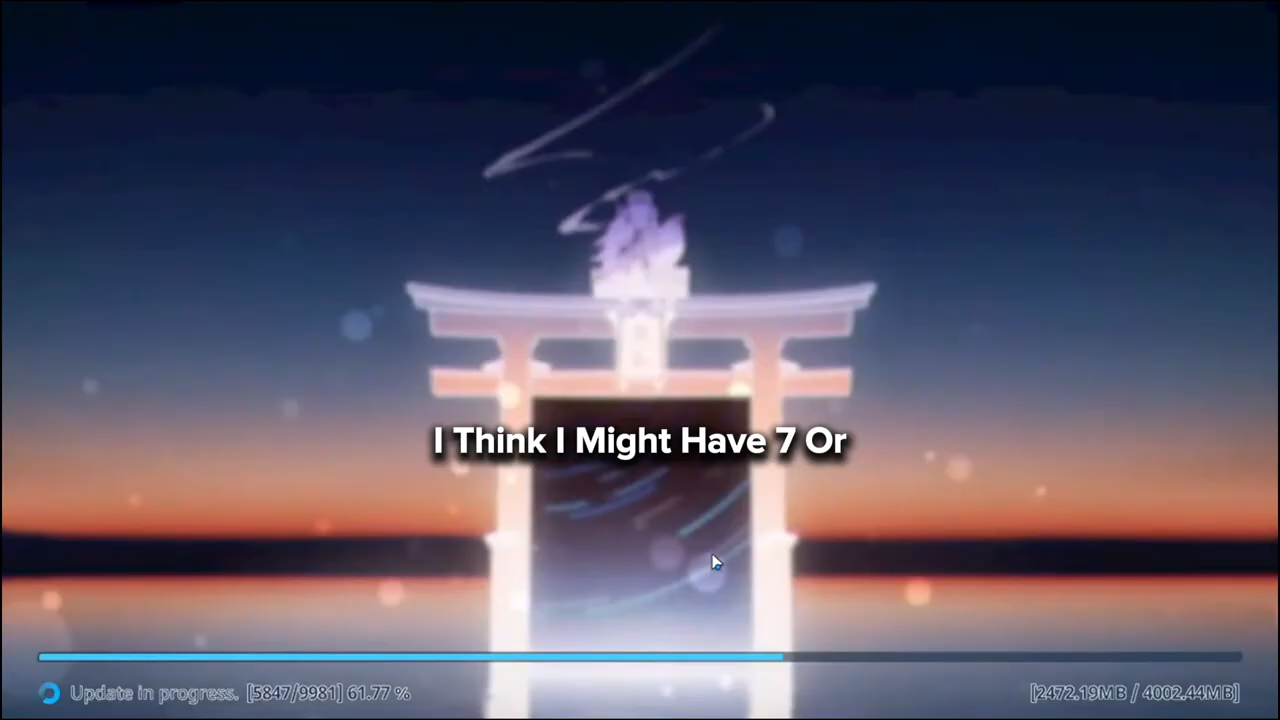 I Think I Might Have 7 Or
Update in progress. [5847/9981] 61.77 % [2472.19MB / 4002.44MB]